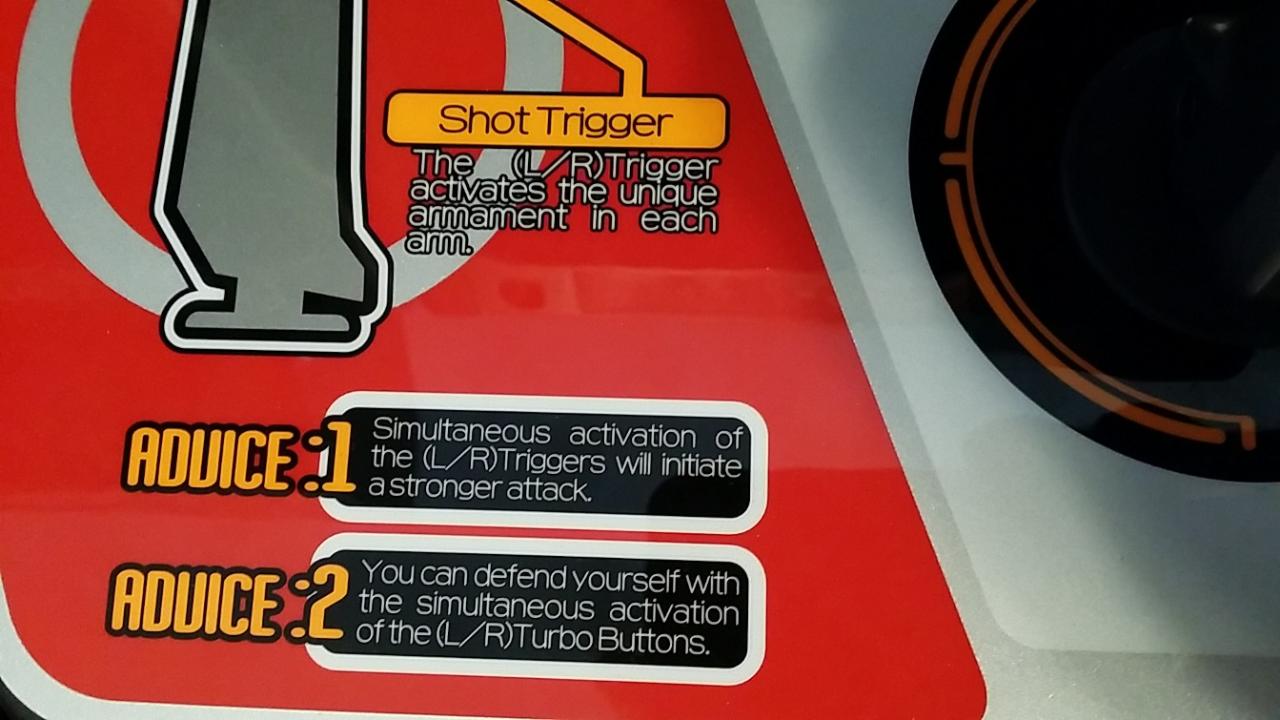 Shot Trigger
The (L/R)Trigger
activates the unique
armament in each
arm.
ADVICE:1
Simultaneous activation of
the (L/R)Triggers will initiate
a stronger attack.
ADVICE:2
You can defend yourself with
the simultaneous activation
of the (L/R)Turbo Buttons.